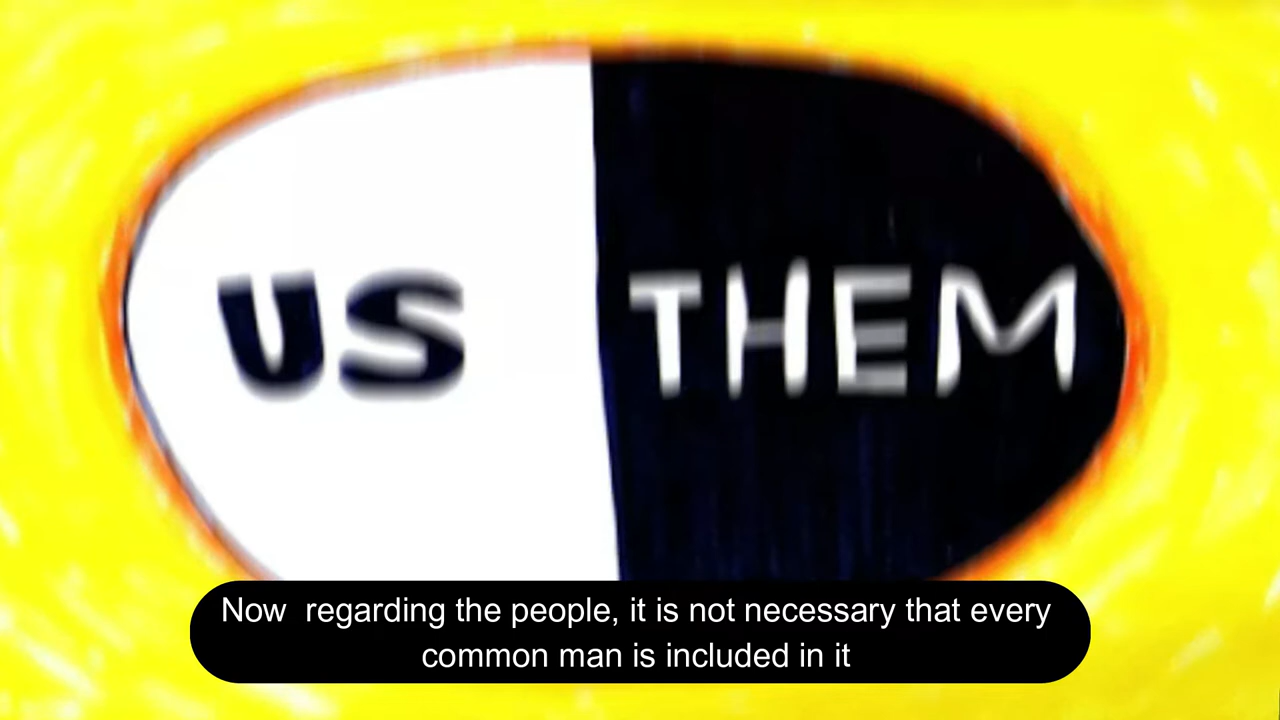 US THEM
Now  regarding the people, it is not necessary that every
common man is included in it